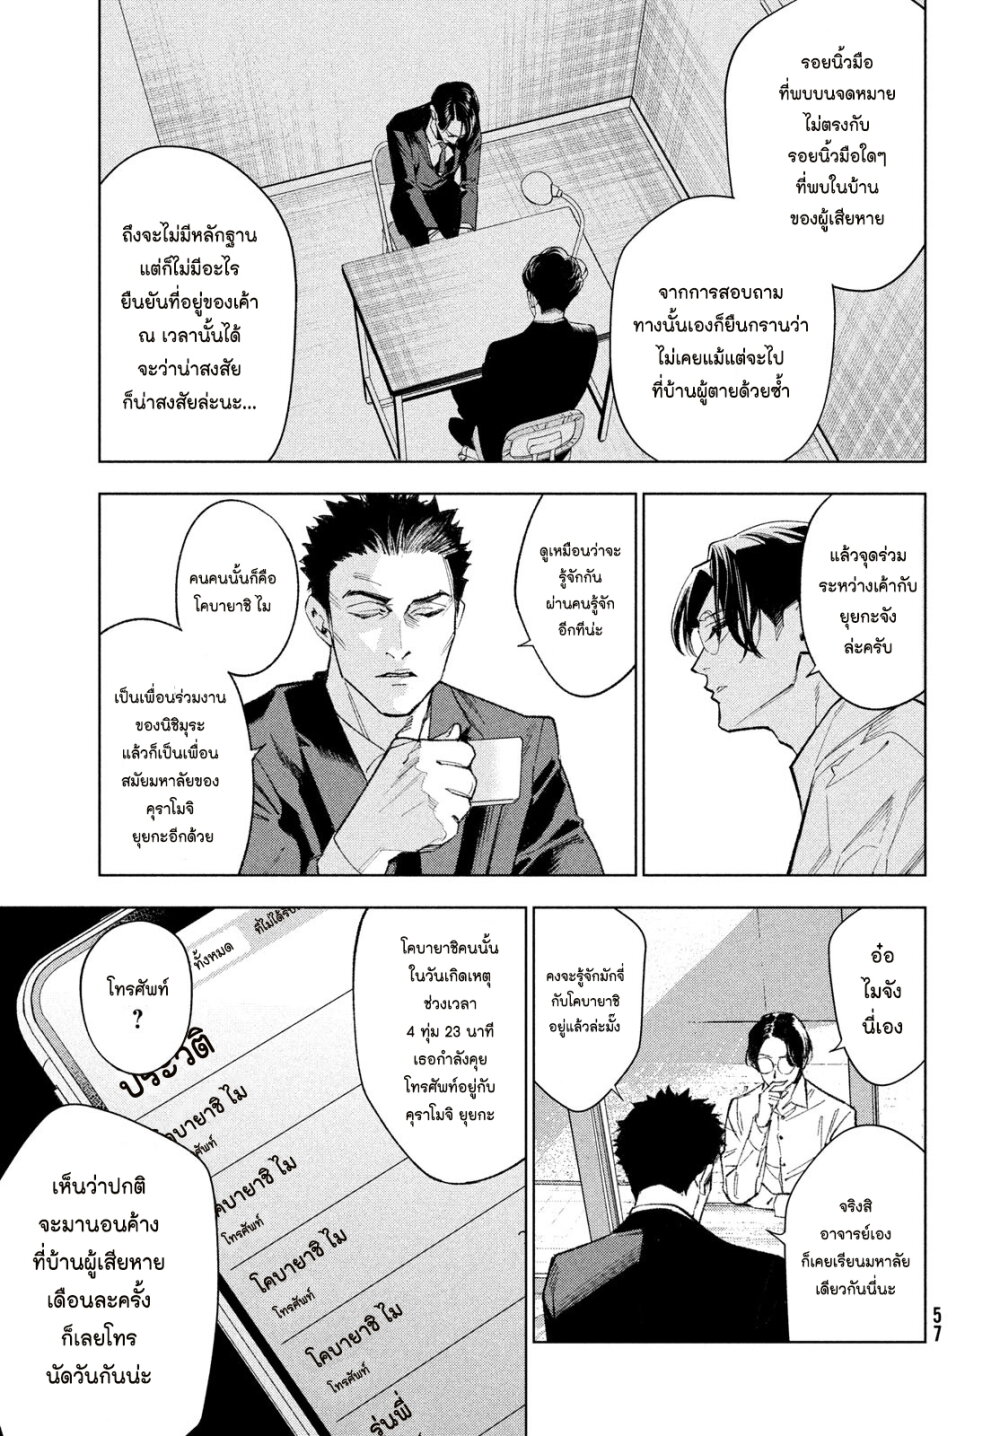 รอยนิ้วมือ
ที่พบบนจดหมาย
ไม่ตรงกับ
รอยนิ้วมือใดๆ
ที่พบในบ้าน
ของผู้เสียหาย
จากการสอบถาม
ทางนั้นเองก็ยืนกรานว่า
ไม่เคยแม้แต่จะไป
ที่บ้านผู้ตายด้วยซ้ำ
ถึงจะไม่มีหลักฐาน
แต่ก็ไม่มีอะไร
ยืนยันที่อยู่ของเค้า
ณ เวลานั้นได้
จะว่าน่าสงสัย
ก็น่าสงสัยล่ะนะ...
แล้วจุดร่วม
ระหว่างเค้ากับ
ยุยกะจัง
ล่ะครับ
ดูเหมือนว่าจะ
รู้จักกัน
ผ่านคนรู้จัก
อีกทีน่ะ
คนคนนั้นก็คือ
โคบายาชิ ไม
เป็นเพื่อนร่วมงาน
ของนิชิมุระ
แล้วก็เป็นเพื่อน
สมัยมหาลัยของ
คุราโมจิ
ยุยกะอีกด้วย
อ๋อ
ไมจัง
นี่เอง
คงจะรู้จักมักจี่
กับโคบายาชิ
อยู่แล้วล่ะมั้ง
จริงสิ
อาจารย์เอง
ก็เคยเรียนมหาลัย
เดียวกันนี่นะ
โคบายาชิคนนั้น
ในวันเกิดเหตุ
ช่วงเวลา
4 ทุ่ม 23 นาที
เธอกำลังคุย
โทรศัพท์อยู่กับ
คุราโมจิ ยุยกะ
โทรศัพท์
?
ทั้งหมด
ที่ไม่ได้รับ
ประวัติ
โคบายาชิ ไม
โทรศัพท์
โคบายาชิ ไม
โทรศัพท์
โคบายาชิ ไม
โทรศัพท์
โคบายาชิ ไม
โทรศัพท์
รุ่นพี่
เห็นว่าปกติ
จะมานอนค้าง
ที่บ้านผู้เสียหาย
เดือนละครั้ง
ก็เลยโทร
นัดวันกันน่ะ
57